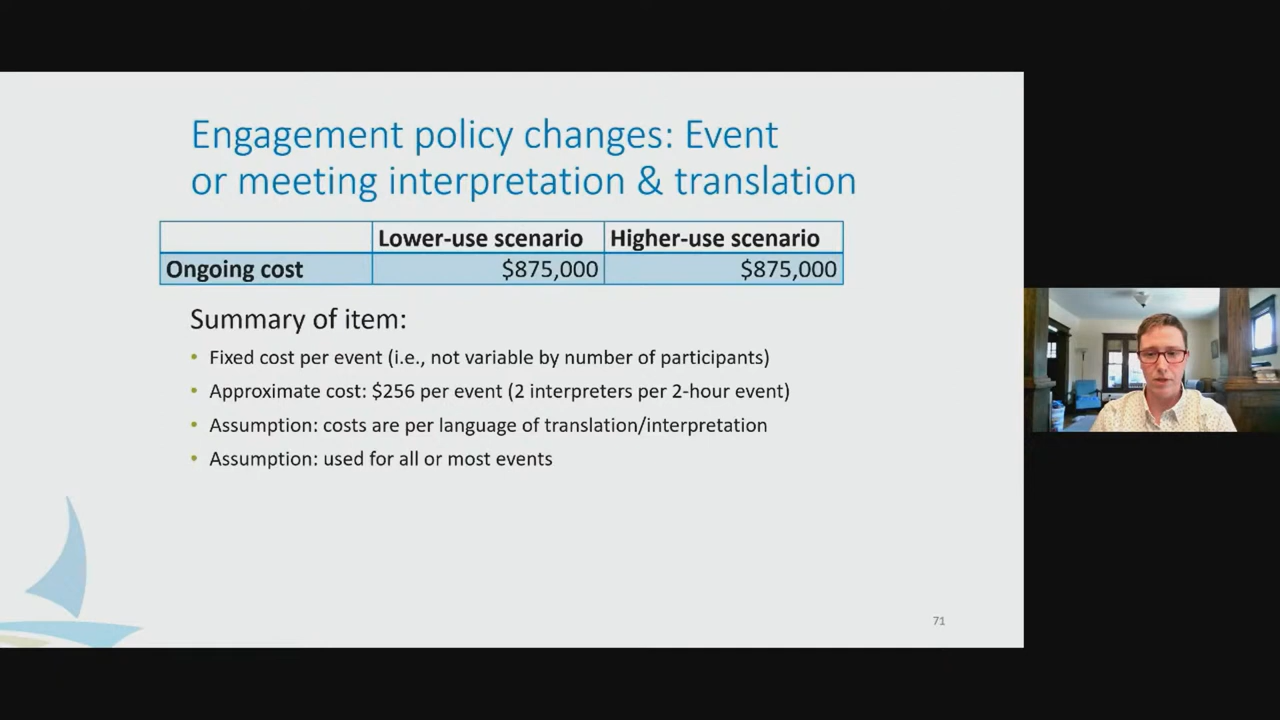 Engagement policy changes: Event
or meeting interpretation & translation
Lower-use scenario Higher-use scenario
Ongoing cost $875,000 $875,000
Summary of item:
• Fixed cost per event (i.e., not variable by number of participants)
• Approximate cost: $256 per event (2 interpreters per 2-hour event)
• Assumption: costs are per language of translation/interpretation
• Assumption: used for all or most events
71